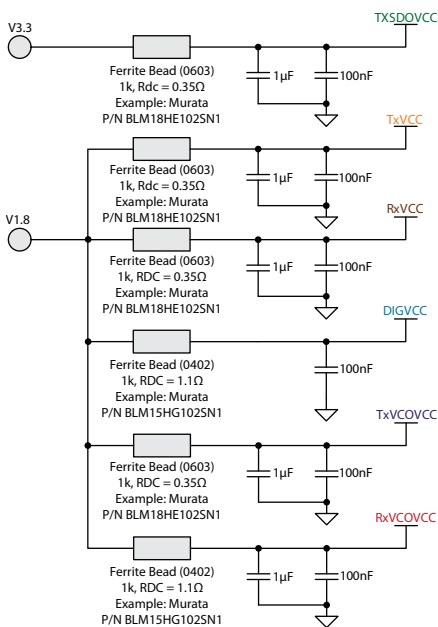 TXSDOVCC
V3.3
Ferrite Bead (0603)
1k, Rdc = 0.35Ω
Example: Murata
P/N BLM18HE102SN1
1μF
100nF
TxVCC
Ferrite Bead (0603)
1k, Rdc = 0.35Ω
Example: Murata
P/N BLM18HE102SN1
1μF
100nF
RxVCC
V1.8
Ferrite Bead (0603)
1k, RDC = 0.35Ω
Example: Murata
P/N BLM18HE102SN1
1μF
100nF
DIGVCC
Ferrite Bead (0402)
1k, RDC = 1.1Ω
Example: Murata
P/N BLM15HG102SN1
100nF
TxVCOVCC
Ferrite Bead (0603)
1k, RDC = 0.35Ω
Example: Murata
P/N BLM18HE102SN1
1μF
100nF
RxVCOVCC
Ferrite Bead (0402)
1k, RDC = 1.1Ω
Example: Murata
P/N BLM15HG102SN1
1μF
100nF